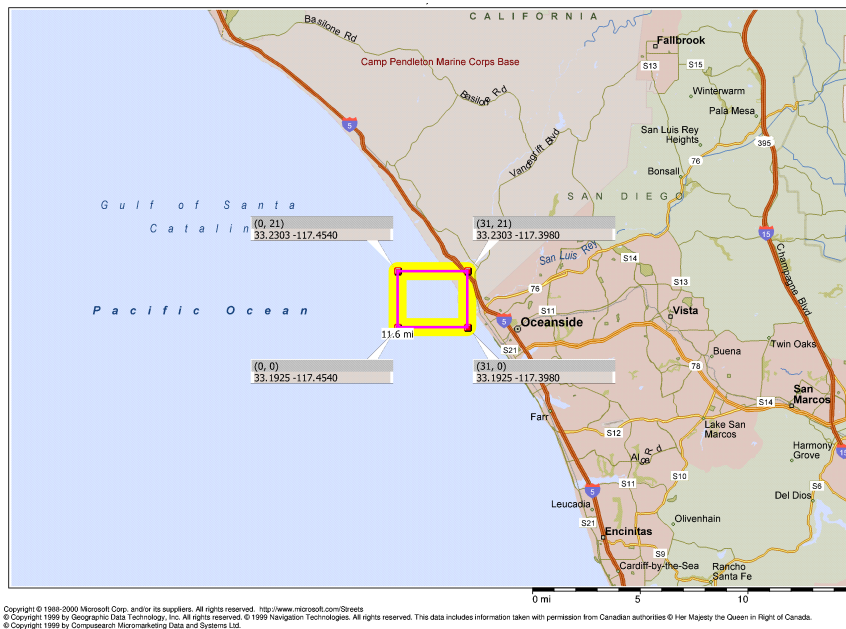 CALIFORNIA
Basilone Rd
Fallbrook
Camp Pendleton Marine Corps Base
S13
S15
Basilone Rd
Winterwarm
Pala Mesa
5
San Luis Rey
Heights
Vandegrift Blvd
395
76
Bonsall
SAN DIEGO
Gulf of Santa
Catalin
(0, 21)
33.2303 -117.4540
(31, 21)
33.2303 -117.3980
15
San Luis Rey
S14
Champagne Blvd
S13
76
Pacific Ocean
S11
Vista
5
Oceanside
11.6 mi
S21
Twin Oaks
Buena
(0, 0)
33.1925 -117.4540
(31, 0)
33.1925 -117.3980
78
San
Marcos
S14
Farr
S12
Lake San
Marcos
Harmony
Grove
15
Alga Rd
S10
S11
S6
5
Del Dios
Leucadia
S21
Olivenhain
Encinitas
S9
Cardiff-by-the-Sea
Rancho
Santa Fe
0 mi 5 10
Copyright © 1988-2000 Microsoft Corp. and/or its suppliers. All rights reserved. http://www.microsoft.com/Streets
© Copyright 1999 by Geographic Data Technology, Inc. All rights reserved. © 1999 Navigation Technologies. All rights reserved. This data includes information taken with permission from Canadian authorities © Her Majesty the Queen in Right of Canada.
© Copyright 1999 by Compusearch Micromarketing Data and Systems Ltd.